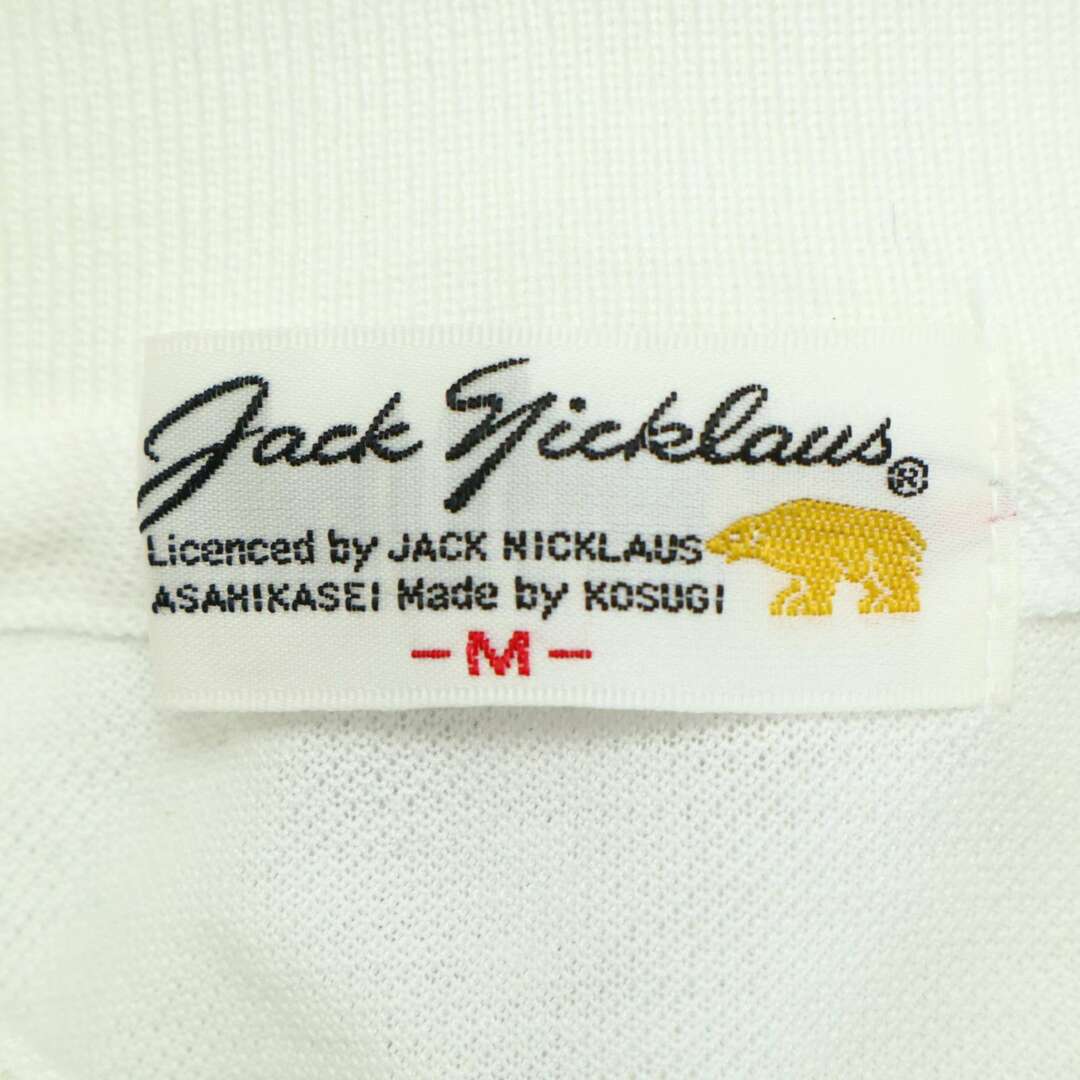 Jack Nicklaus®
Licenced by JACK NICKLAUS
ASAHIKASEI Made by KOSUGI
-M-